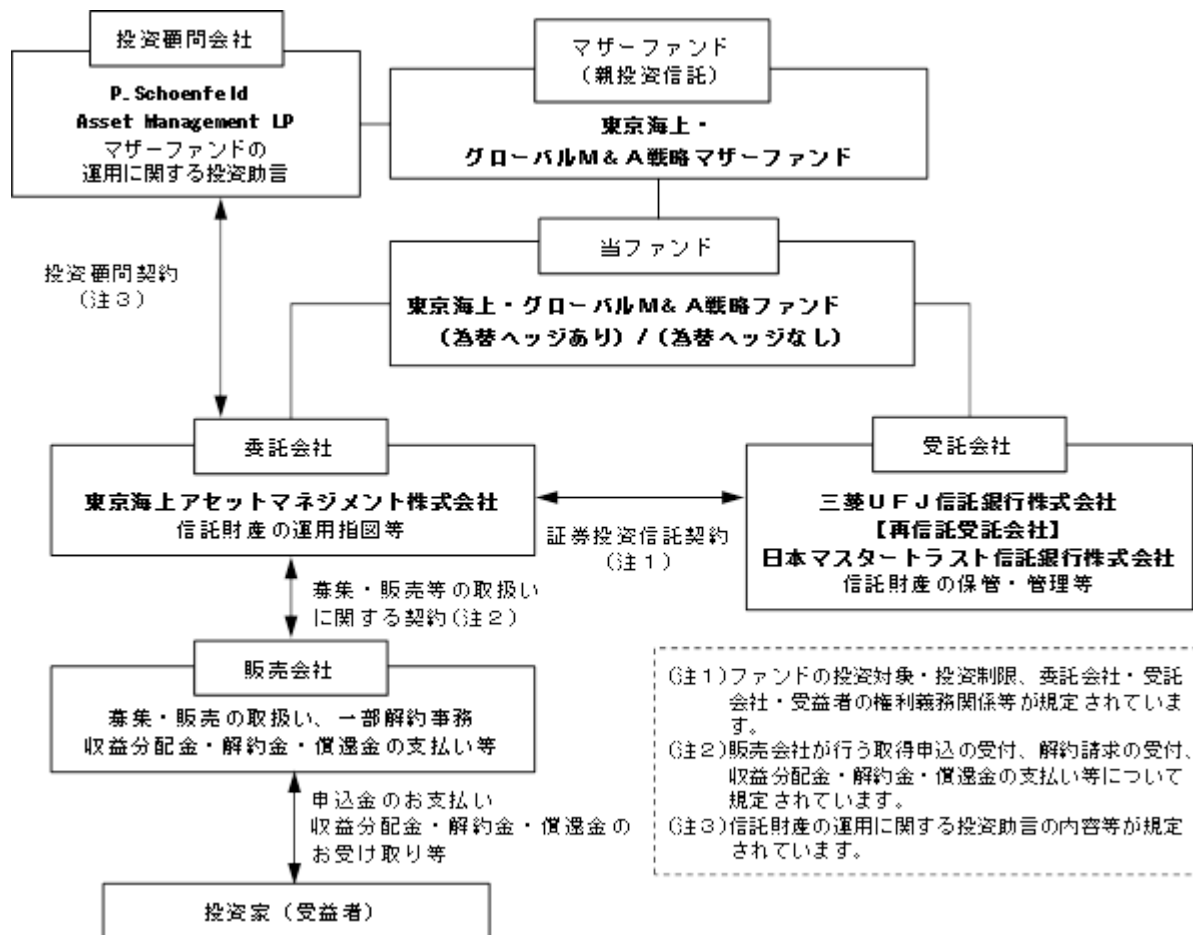 投資顧問会社
P.Schoenfeld
Asset Management LP
マザーファンドの
運用に関する投資助言
マザーファンド
(親投資信託)
東京海上・
グローバルM&A戦略マザーファンド
当ファンド
東京海上・グローバルM&A戦略ファンド
(為替ヘッジあり)/(為替ヘッジなし)
投資顧問契約
(注3)
委託会社
東京海上アセットマネジメント株式会社
信託財産の運用指図等
証券投資信託契約
(注1)
受託会社
三菱UFJ信託銀行株式会社
【再信託受託会社】
日本マスタートラスト信託銀行株式会社
信託財産の保管・管理等
募集・販売等の取扱い
に関する契約(注2)
販売会社
募集・販売の取扱い、一部解約事務
収益分配金・解約金・償還金の支払い等
申込金のお支払い
収益分配金・解約金・償還金の
お受け取り等
投資家(受益者)
(注1)ファンドの投資対象・投資制限、委託会社・受託
会社・受益者の権利義務関係等が規定されていま
す。
(注2)販売会社が行う取得申込の受付、解約請求の受付、
収益分配金・解約金・償還金の支払い等について
規定されています。
(注3)信託財産の運用に関する投資助言の内容等が規定
されています。